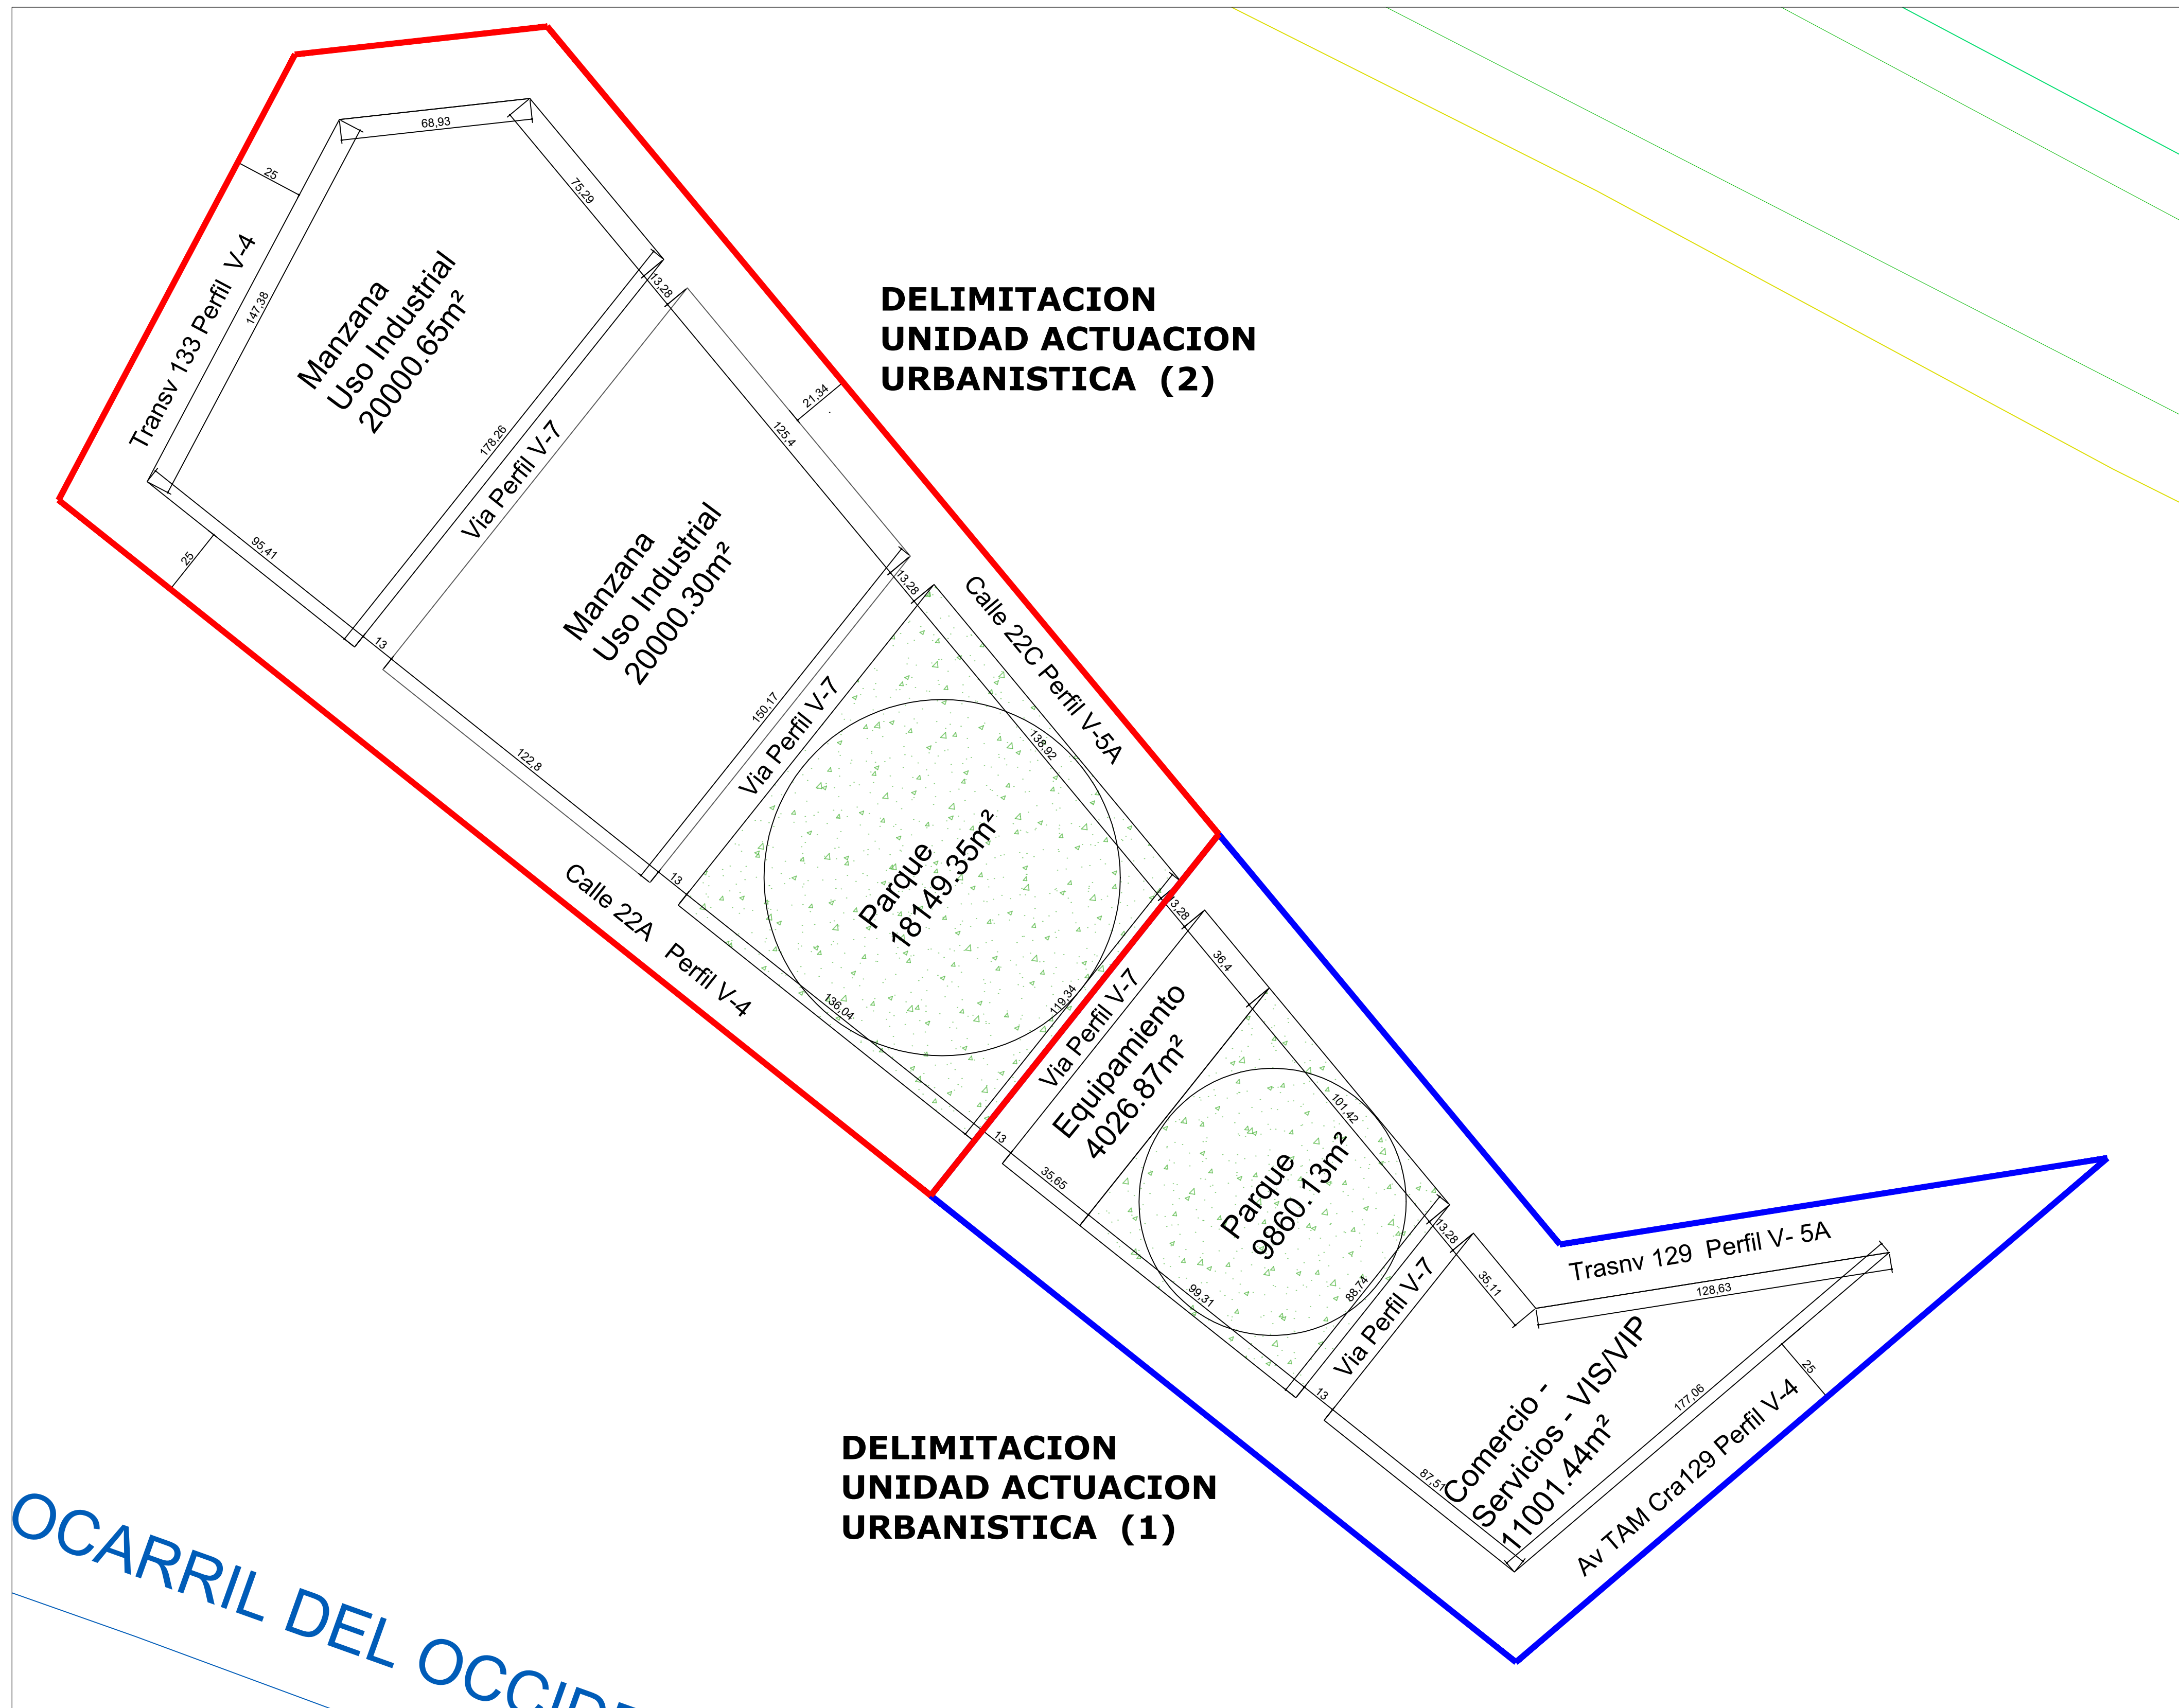 68,93
75,29
25
Transv 133 Perfil  V-4
147,38
Manzana
Uso Industrial
20000.65m²
13,28
178,26
Via Perfil V-7
95,41
25
13
DELIMITACION
UNIDAD ACTUACION
URBANISTICA  (2)
21,34
125,4
Manzana
Uso Industrial
20000.30m²
13,28
150,17
Via Perfil V-7
122,8
13
Calle 22C Perfil V-5A
138,92
Parque
18149.35m²
136,04
119,34
Calle 22A   Perfil V-4
13,28
Via Perfil V-7
13
36,4
Equipamiento
4026.87m²
35,65
101,42
Parque
9860.13m²
99,31
88,74
13,28
Via Perfil V-7
13
35,11
Trasnv 129  Perfil V- 5A
128,63
Comercio -
Servicios - VIS/VIP
11001.44m²
87,57
177,06
25
Av TAM Cra129 Perfil V-4
DELIMITACION
UNIDAD ACTUACION
URBANISTICA  (1)
OCARRIL DEL OCCIDE